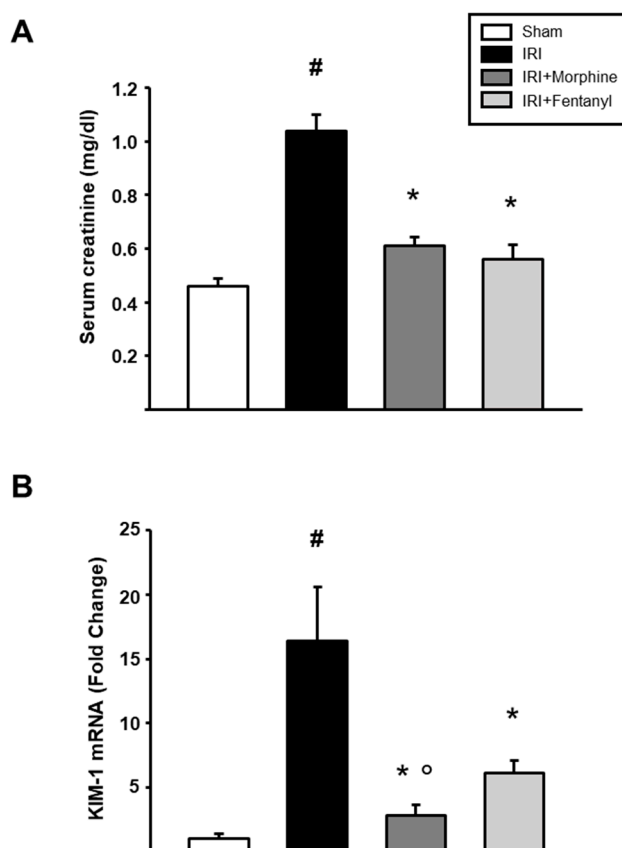 A
Sham
IRI
IRI+Morphine
IRI+Fentanyl
#
*
*
1.2
1.0
0.8
0.6
0.4
0.2
Serum creatinine (mg/dl)
B
#
* °
*
25
20
15
10
5
KIM-1 mRNA (Fold Change)